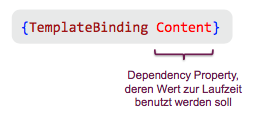 {TemplateBinding Content}
Dependency Property,
deren Wert zur Laufzeit
benutzt werden soll